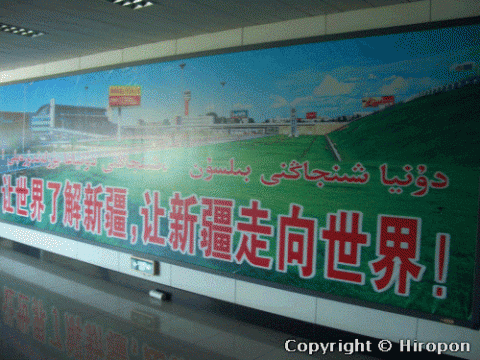 دۇنيا شىنجاڭنى بىلسۇن
让世界了解新疆,让新疆走向世界!
Copyright © Hiropon